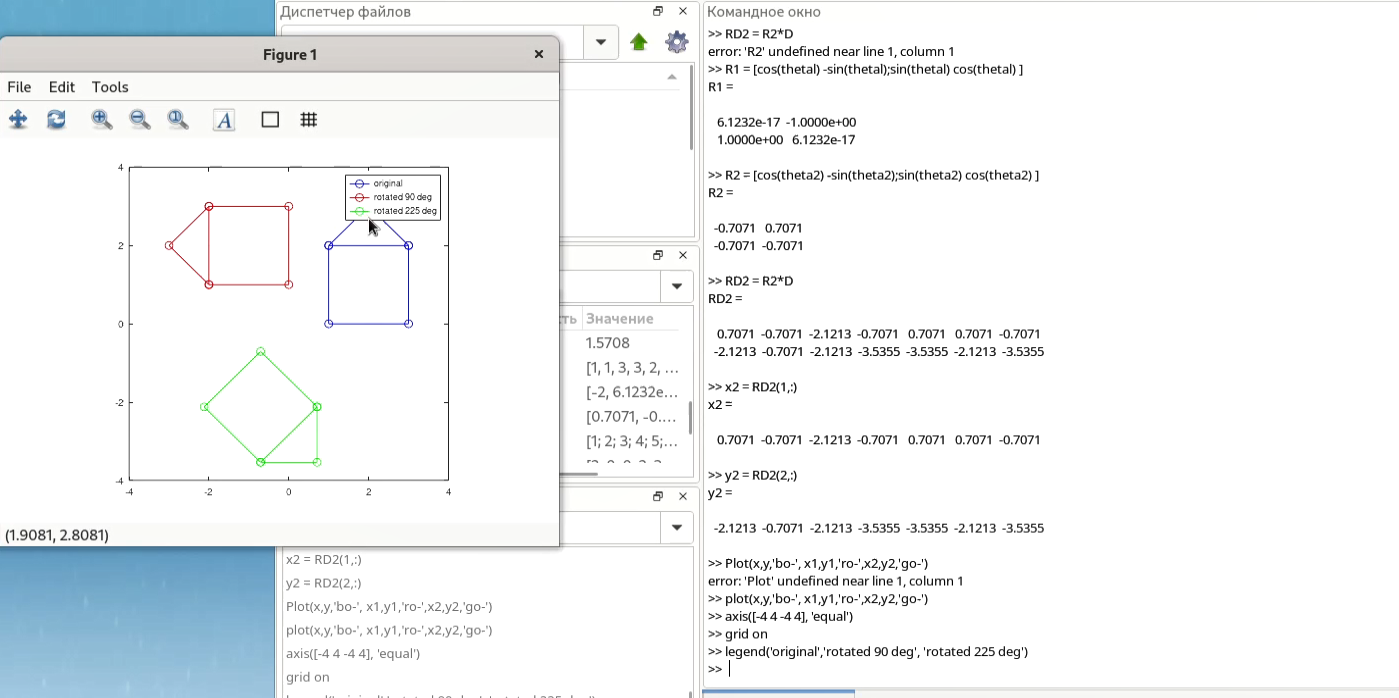 Диспетчер файлов
Командное окно
Figure 1
File Edit Tools
A
4
2
0
-2
-4
-4 -2 0 2 4
original
rotated 90 deg
rotated 225 deg
(1.9081, 2.8081)
Значение
1.5708
[1, 1, 3, 3, 2, ...
[-2, 6.1232e...
[0.7071, -0....
[1; 2; 3; 4; 5;...
x2 = RD2(1,:)
y2 = RD2(2,:)
Plot(x,y,'bo-', x1,y1,'ro-',x2,y2,'go-')
plot(x,y,'bo-', x1,y1,'ro-',x2,y2,'go-')
axis([-4 4 -4 4], 'equal')
grid on
>> RD2 = R2*D
error: 'R2' undefined near line 1, column 1
>> R1 = [cos(thetal) -sin(thetal);sin(thetal) cos(thetal) ]
R1 =
6.1232e-17 -1.0000e+00
1.0000e+00 6.1232e-17
>> R2 = [cos(theta2) -sin(theta2);sin(theta2) cos(theta2) ]
R2 =
-0.7071 0.7071
-0.7071 -0.7071
>> RD2 = R2*D
RD2 =
0.7071 -0.7071 -2.1213 -0.7071 0.7071 0.7071 -0.7071
-2.1213 -0.7071 -2.1213 -3.5355 -3.5355 -2.1213 -3.5355
>> x2 = RD2(1,:)
x2 =
0.7071 -0.7071 -2.1213 -0.7071 0.7071 0.7071 -0.7071
>> y2 = RD2(2,:)
y2 =
-2.1213 -0.7071 -2.1213 -3.5355 -3.5355 -2.1213 -3.5355
>> Plot(x,y,'bo-', x1,y1,'ro-',x2,y2,'go-')
error: 'Plot' undefined near line 1, column 1
>> plot(x,y,'bo-', x1,y1,'ro-',x2,y2,'go-')
>> axis([-4 4 -4 4], 'equal')
>> grid on
>> legend('original','rotated 90 deg', 'rotated 225 deg')
>>